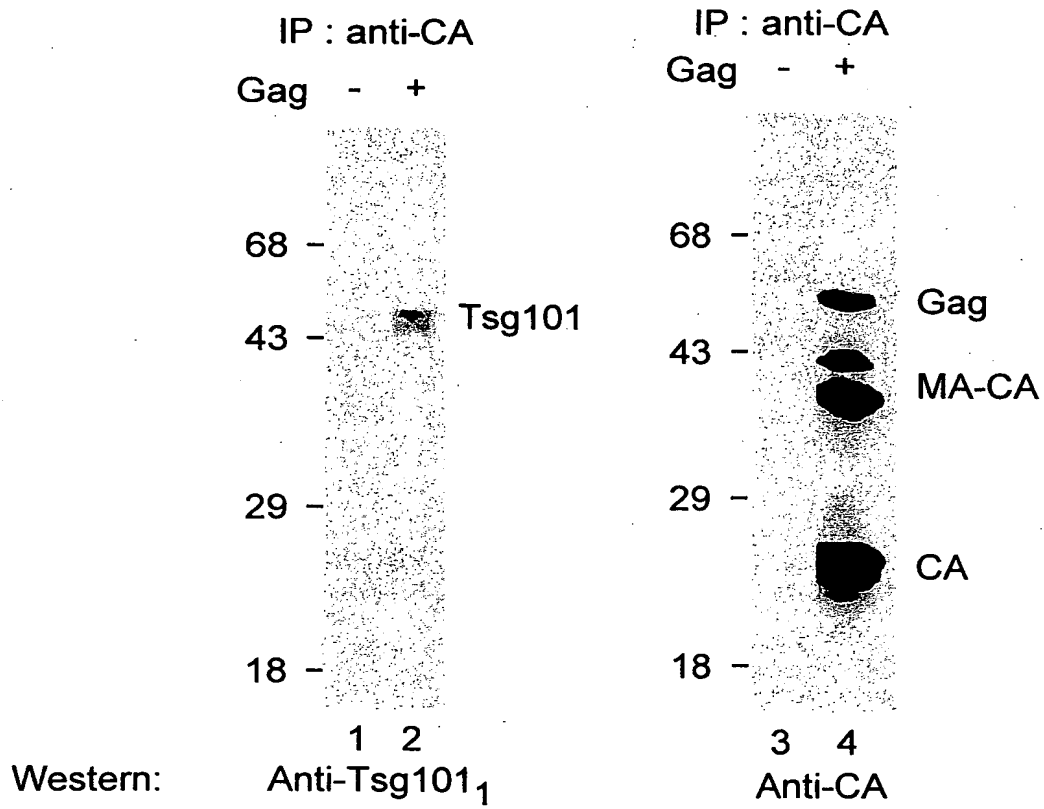 IP : anti-CA
Gag - +
68 –
Tsg101
43 –
29 –
18 –
1 2
Western: Anti-Tsg101₁
IP : anti-CA
Gag - +
68 –
Gag
43 –
MA-CA
29 –
CA
18 –
3 4
Anti-CA